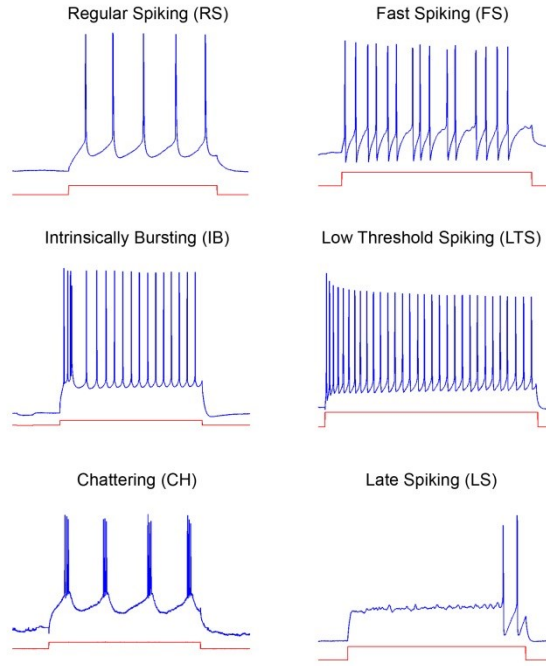 Regular Spiking (RS)
Fast Spiking (FS)
Intrinsically Bursting (IB)
Low Threshold Spiking (LTS)
Chattering (CH)
Late Spiking (LS)